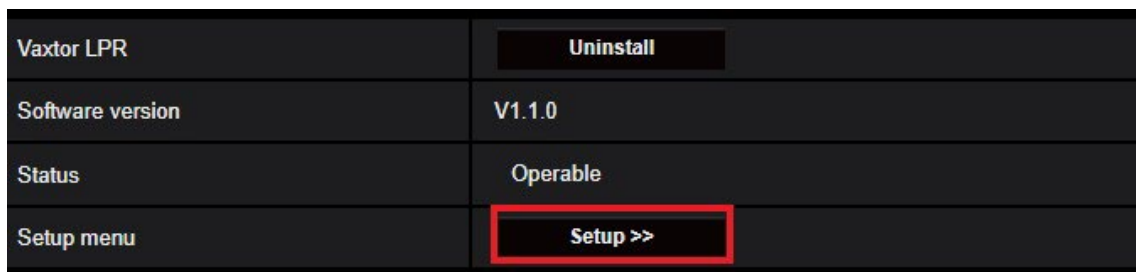 Vaxtor LPR Uninstall
Software version V1.1.0
Status Operable
Setup menu Setup >>